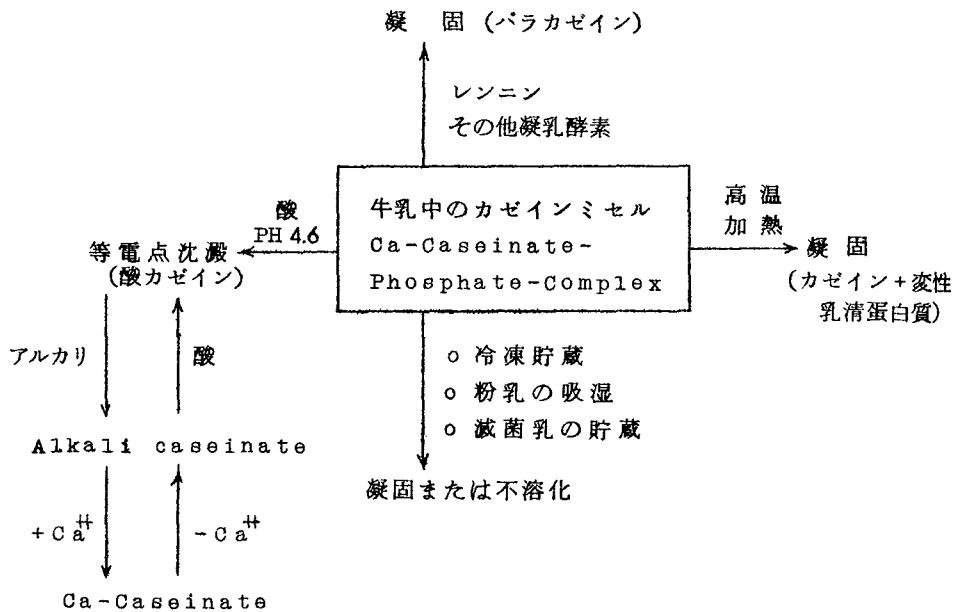 凝固 (パラカゼイン)
レンニン
その他凝乳酵素
酸
PH 4.6
牛乳中のカゼインミセル
Ca-Caseinate-
Phosphate-Complex
高温
加熱
等電点沈澱
(酸カゼイン)
凝固
(カゼイン+変性
乳清蛋白質)
アルカリ
酸
○ 冷凍貯蔵
○ 粉乳の吸湿
○ 滅菌乳の貯蔵
Alkali caseinate
凝固または不溶化
+Ca⁺⁺
-Ca⁺⁺
Ca-Caseinate